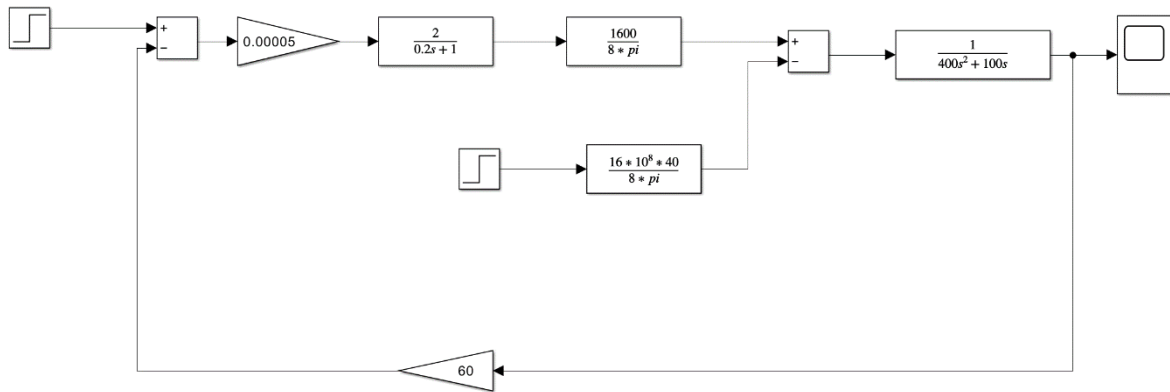 +
−
0.00005
2
0.2s + 1
1600
8 * pi
+
−
1
400s² + 100s
16 * 10⁸ * 40
8 * pi
60